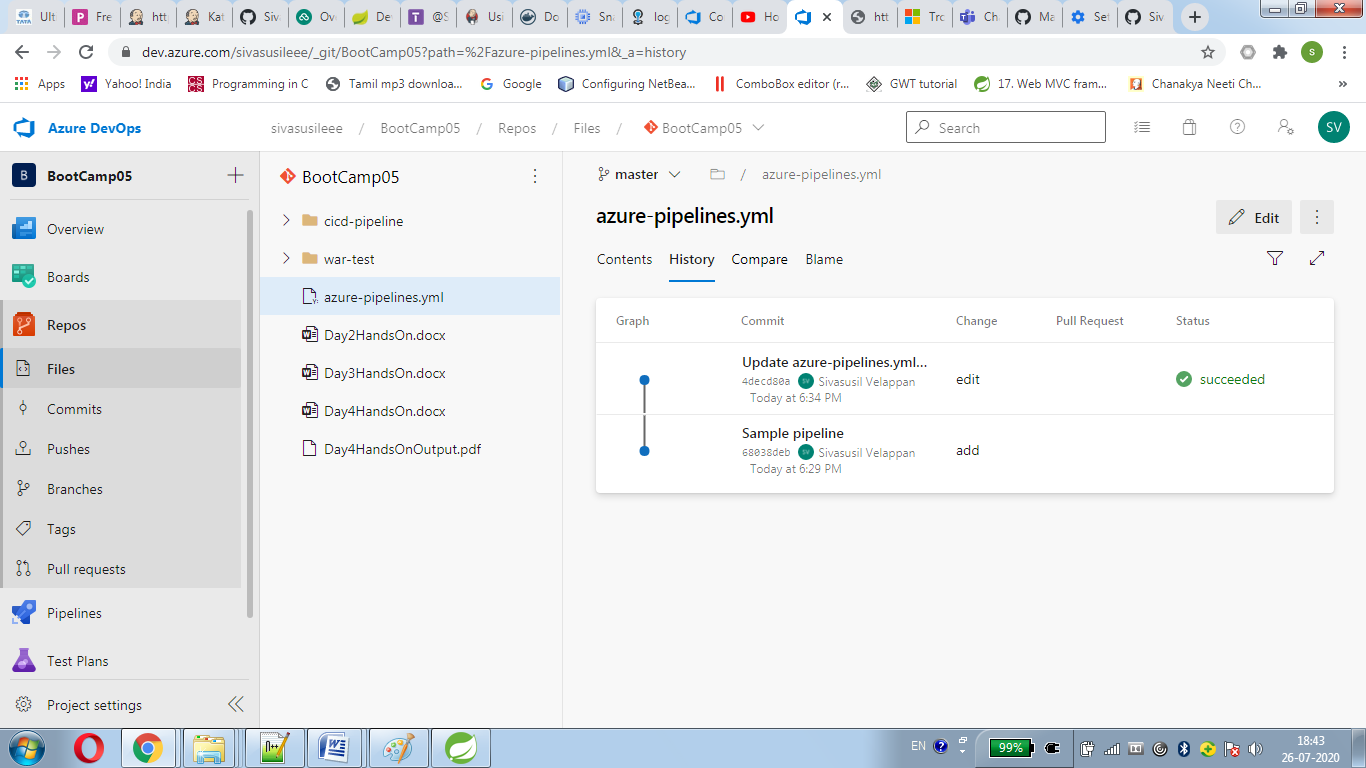 Ult
Fre
htt
Kat
Siv
Ov
De
@S
Usi
Do
Sna
log
Co
Ho
htt
Tro
Ch
Ma
Set
Siv
dev.azure.com/sivasusileee/_git/BootCamp05?path=%2Fazure-pipelines.yml&_a=history
S
Apps
Yahoo! India
Programming in C
Tamil mp3 downloa...
Google
Configuring NetBea...
ComboBox editor (r...
GWT tutorial
17. Web MVC fram...
Chanakya Neeti Ch...
Azure DevOps
sivasusileee / BootCamp05 / Repos / Files / BootCamp05
Search
SV
B BootCamp05
Overview
Boards
Repos
Files
Commits
Pushes
Branches
Tags
Pull requests
Pipelines
Test Plans
Project settings
BootCamp05
cicd-pipeline
war-test
azure-pipelines.yml
Day2HandsOn.docx
Day3HandsOn.docx
Day4HandsOn.docx
Day4HandsOnOutput.pdf
master / azure-pipelines.yml
azure-pipelines.yml
Edit
Contents History Compare Blame
Graph Commit Change Pull Request Status
Update azure-pipelines.yml...
4decd80a SV Sivasusil Velappan
Today at 6:34 PM
edit
succeeded
Sample pipeline
68038deb SV Sivasusil Velappan
Today at 6:29 PM
add
EN
99%
18:43
26-07-2020